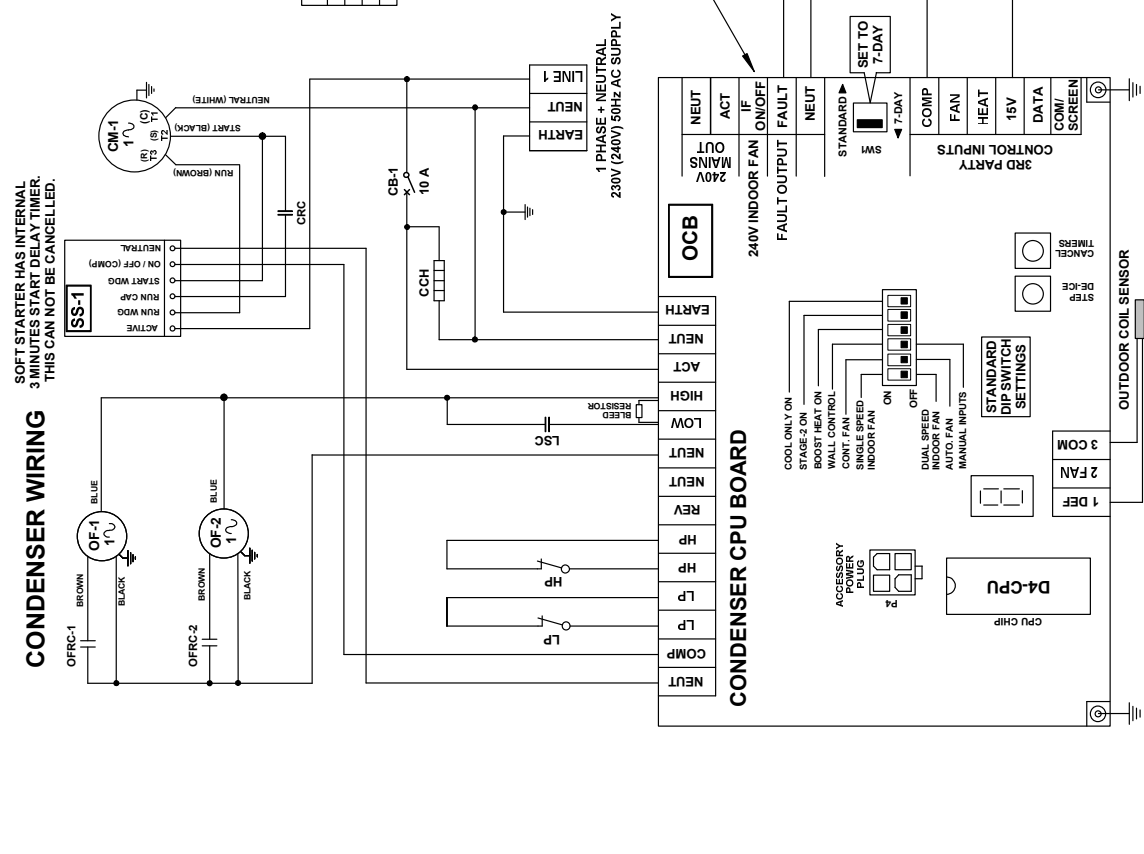 CONDENSER WIRING
SOFT STARTER HAS INTERNAL
3 MINUTES START DELAY TIMER.
THIS CAN NOT BE CANCELLED.
SS-1
NEUTRAL
ON / OFF (COMP)
START WDG
RUN CAP
RUN WDG
ACTIVE
CM-1
1
(C)
T1
(S)
T2
(R)
T3
NEUTRAL (WHITE)
START (BLACK)
RUN (BROWN)
CRC
CB-1
10 A
CCH
LINE 1
NEUT
EARTH
1 PHASE + NEUTRAL
230V (240V) 50Hz AC SUPPLY
OF-1
1
BLUE
BROWN
BLACK
OFRC-1
OF-2
1
BLUE
BROWN
BLACK
OFRC-2
LSC
BLEED
RESISTOR
HP
LP
EARTH
NEUT
ACT
HIGH
LOW
NEUT
NEUT
REV
HP
HP
LP
LP
COMP
NEUT
CONDENSER CPU BOARD
OCB
NEUT
ACT
IF
ON/OFF
FAULT
NEUT
240V
MAINS
OUT
240V INDOOR FAN
FAULT OUTPUT
STANDARD
SW1
7-DAY
SET TO
7-DAY
COMP
FAN
HEAT
15V
DATA
COM/
SCREEN
3RD PARTY
CONTROL INPUTS
CANCEL
TIMERS
STEP
DE-ICE
COOL ONLY ON
STAGE-2 ON
BOOST HEAT ON
WALL CONTROL
CONT. FAN
SINGLE SPEED
INDOOR FAN
ON
OFF
DUAL SPEED
INDOOR FAN
AUTO. FAN
MANUAL INPUTS
STANDARD
DIP SWITCH
SETTINGS
OUTDOOR COIL SENSOR
3 COM
2 FAN
1 DEF
ACCESSORY
POWER
PLUG
P4
D4-CPU
CPU CHIP